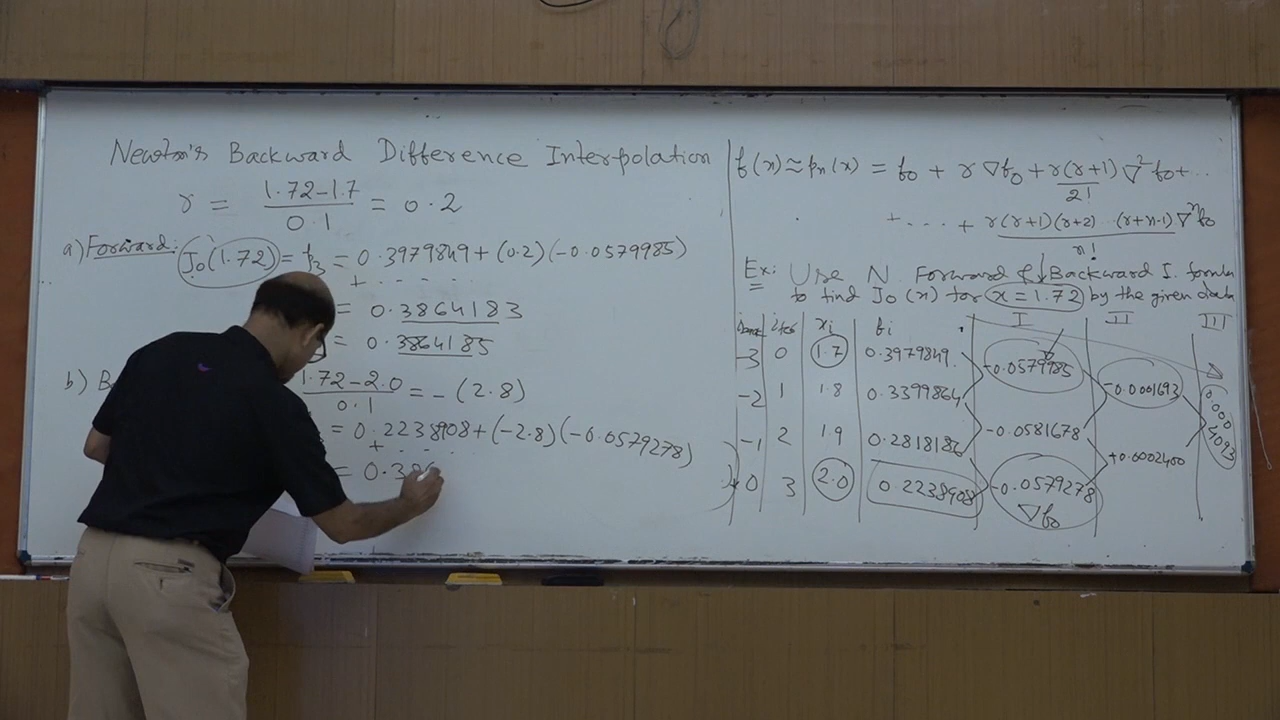 Newton's Backward Difference Interpolation
r = (1.72-1.7)/0.1 = 0.2
a) Forward: J0(1.72) = f3 = 0.3979849 + (0.2)(-0.0579985)
+ - - - -
= 0.3864183
= 0.3864185
b) B
1.72-2.0/0.1 = -(2.8)
= 0.2238908 + (-2.8)(-0.0579278)
+ - - - -
= 0.38
f(x) ≈ pn(x) = f0 + r∇f0 + r(r+1)/2! ∇²f0 + ...
+ .... + r(r+1)(r+2) ... (r+n-1)/n! ∇ⁿf0
Ex: Use N. Forward & Backward I. formula
to find J0(x) for x = 1.72 by the given data
xi fi I II III
-3 0 1.7 0.3979849 -0.0579985
-2 1 1.8 0.3399864 -0.0001693
-1 2 1.9 0.2818186 -0.0581678 0.0004093
0 3 2.0 0.2238908 -0.0579278 +0.0002400
∇f0